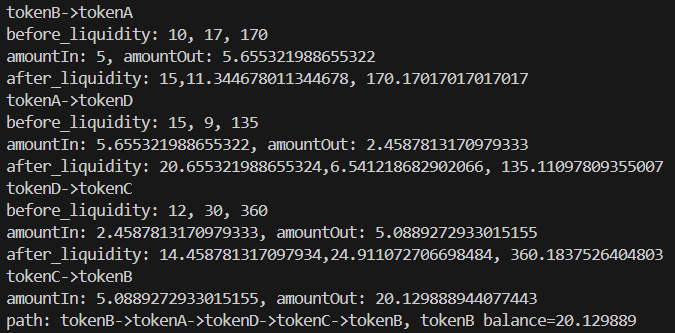 tokenB->tokenA
before_liquidity: 10, 17, 170
amountIn: 5, amountOut: 5.655321988655322
after_liquidity: 15,11.344678011344678, 170.17017017017017
tokenA->tokenD
before_liquidity: 15, 9, 135
amountIn: 5.655321988655322, amountOut: 2.4587813170979333
after_liquidity: 20.655321988655324,6.541218682902066, 135.11097809355007
tokenD->tokenC
before_liquidity: 12, 30, 360
amountIn: 2.4587813170979333, amountOut: 5.0889272933015155
after_liquidity: 14.458781317097934,24.911072706698484, 360.1837526404803
tokenC->tokenB
amountIn: 5.0889272933015155, amountOut: 20.129888944077443
path: tokenB->tokenA->tokenD->tokenC->tokenB, tokenB balance=20.129889